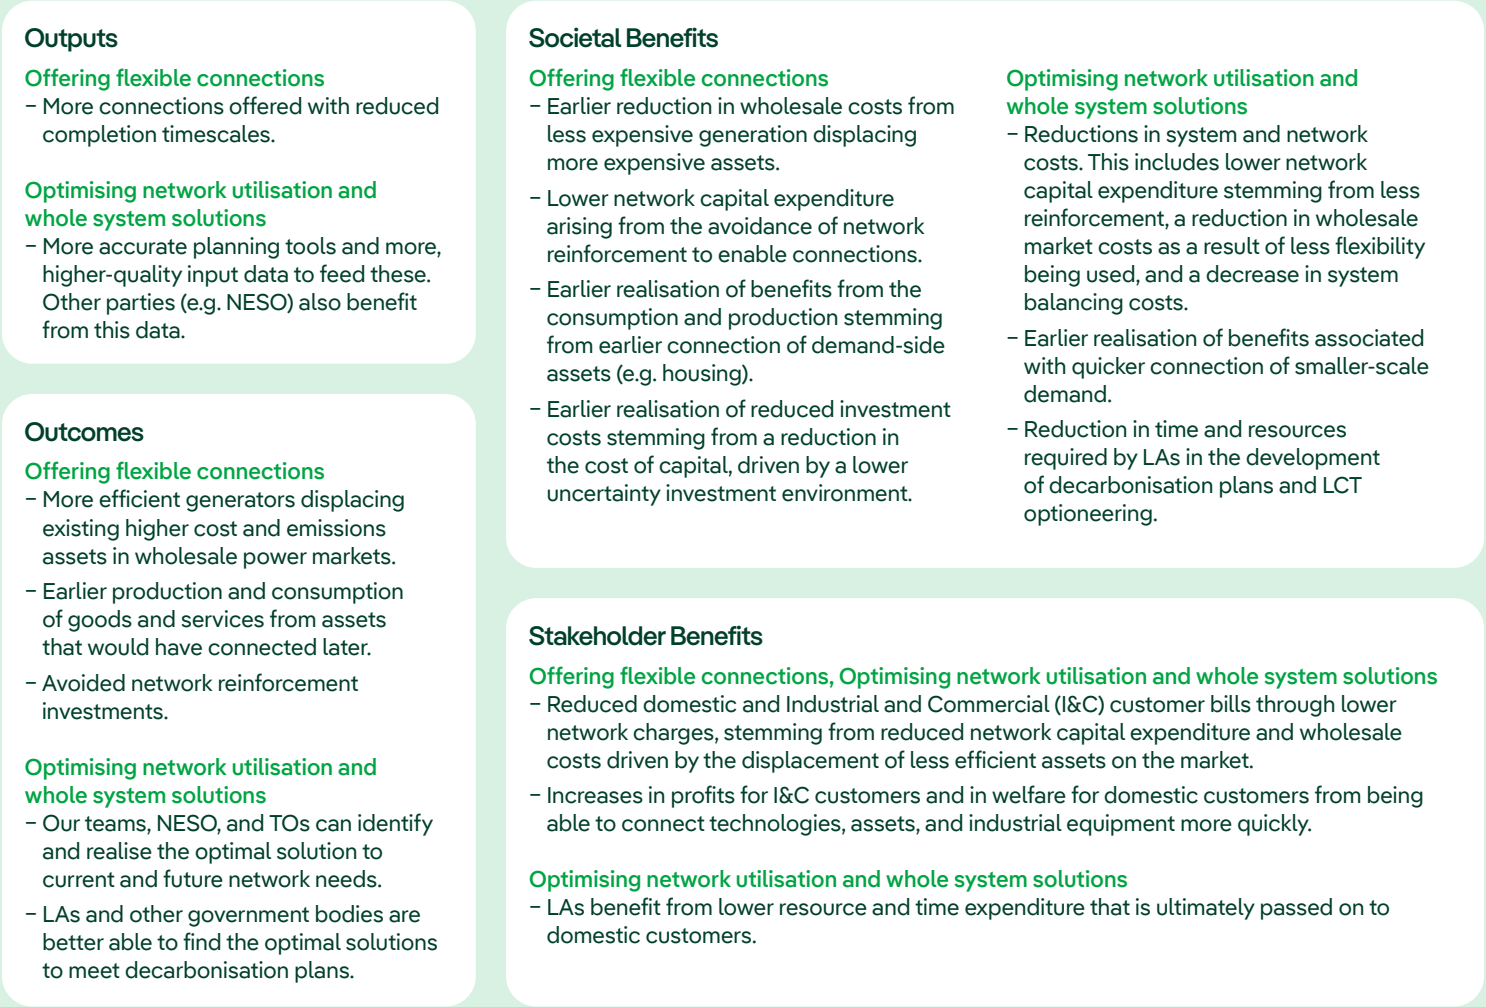 Outputs
Offering flexible connections
– More connections offered with reduced
completion timescales.
Optimising network utilisation and
whole system solutions
– More accurate planning tools and more,
higher-quality input data to feed these.
Other parties (e.g. NESO) also benefit
from this data.
Outcomes
Offering flexible connections
– More efficient generators displacing
existing higher cost and emissions
assets in wholesale power markets.
– Earlier production and consumption
of goods and services from assets
that would have connected later.
– Avoided network reinforcement
investments.
Optimising network utilisation and
whole system solutions
– Our teams, NESO, and TOs can identify
and realise the optimal solution to
current and future network needs.
– LAs and other government bodies are
better able to find the optimal solutions
to meet decarbonisation plans.
Societal Benefits
Offering flexible connections
– Earlier reduction in wholesale costs from
less expensive generation displacing
more expensive assets.
– Lower network capital expenditure
arising from the avoidance of network
reinforcement to enable connections.
– Earlier realisation of benefits from the
consumption and production stemming
from earlier connection of demand-side
assets (e.g. housing).
– Earlier realisation of reduced investment
costs stemming from a reduction in
the cost of capital, driven by a lower
uncertainty investment environment.
Optimising network utilisation and
whole system solutions
– Reductions in system and network
costs. This includes lower network
capital expenditure stemming from less
reinforcement, a reduction in wholesale
market costs as a result of less flexibility
being used, and a decrease in system
balancing costs.
– Earlier realisation of benefits associated
with quicker connection of smaller-scale
demand.
– Reduction in time and resources
required by LAs in the development
of decarbonisation plans and LCT
optioneering.
Stakeholder Benefits
Offering flexible connections, Optimising network utilisation and whole system solutions
– Reduced domestic and Industrial and Commercial (I&C) customer bills through lower
network charges, stemming from reduced network capital expenditure and wholesale
costs driven by the displacement of less efficient assets on the market.
– Increases in profits for I&C customers and in welfare for domestic customers from being
able to connect technologies, assets, and industrial equipment more quickly.
Optimising network utilisation and whole system solutions
– LAs benefit from lower resource and time expenditure that is ultimately passed on to
domestic customers.